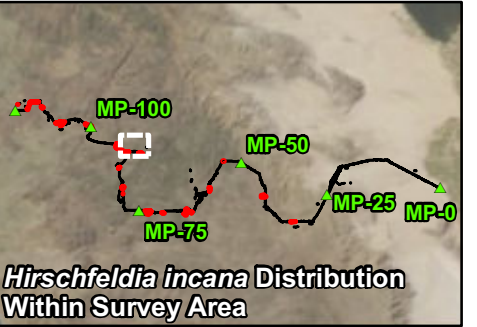 MP-100
MP-50
MP-25
MP-0
MP-75
Hirschfeldia incana Distribution
Within Survey Area